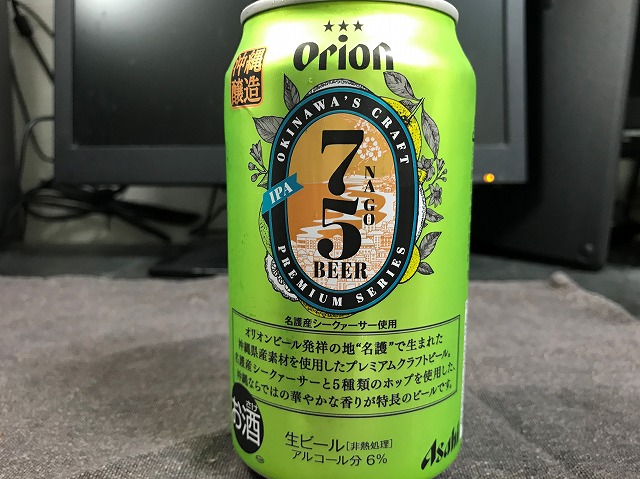 ★★★
Orion
沖縄
醸造
OKINAWA'S CRAFT
IPA
75
NAGO
BEER
PREMIUM SERIES
名護産シークヮーサー使用
オリオンビール発祥の地"名護"で生まれた
沖縄県産素材を使用したプレミアムクラフトビール。
名護産シークヮーサーと5種類のホップを使用した、
沖縄ならではの華やかな香りが特長のビールです。
お酒
生ビール[非熱処理]
アルコール分6%
Asahi